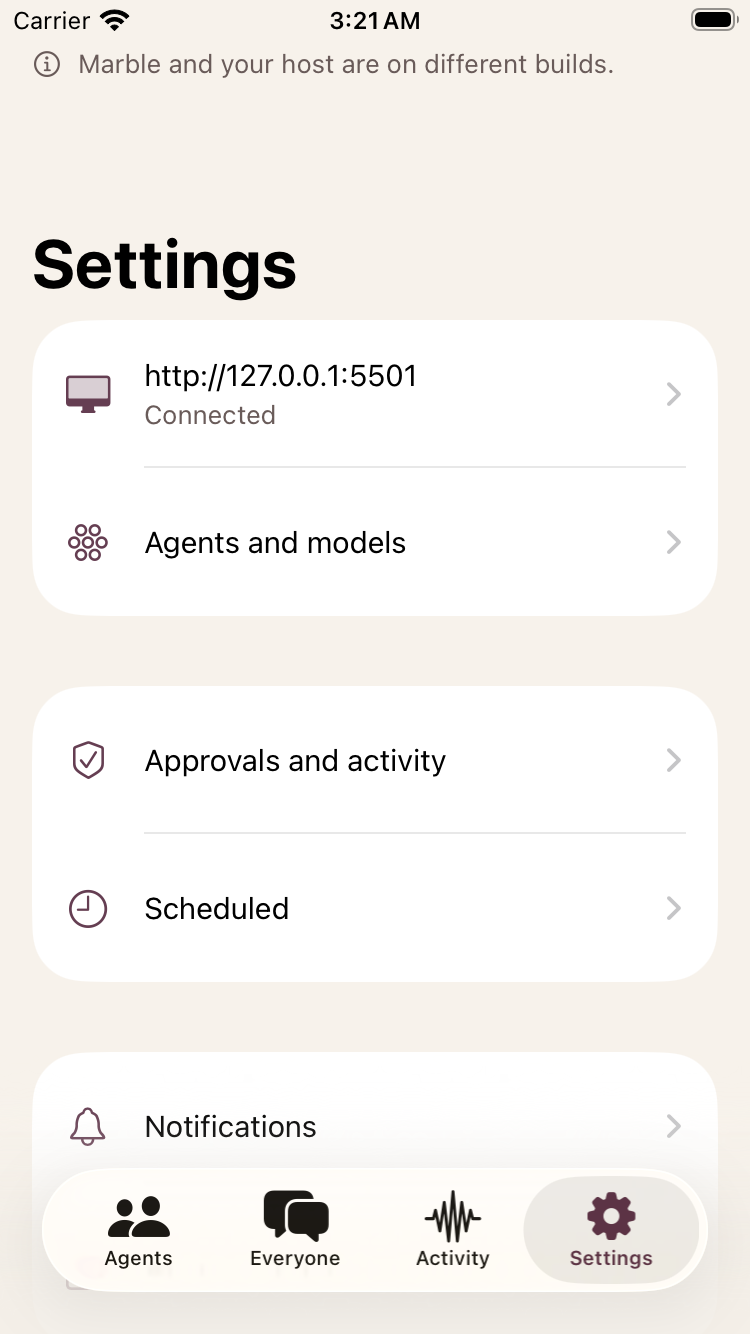 Carrier 3:21 AM
Marble and your host are on different builds.
Settings
http://127.0.0.1:5501
Connected
Agents and models
Approvals and activity
Scheduled
Notifications
Agents Everyone Activity Settings